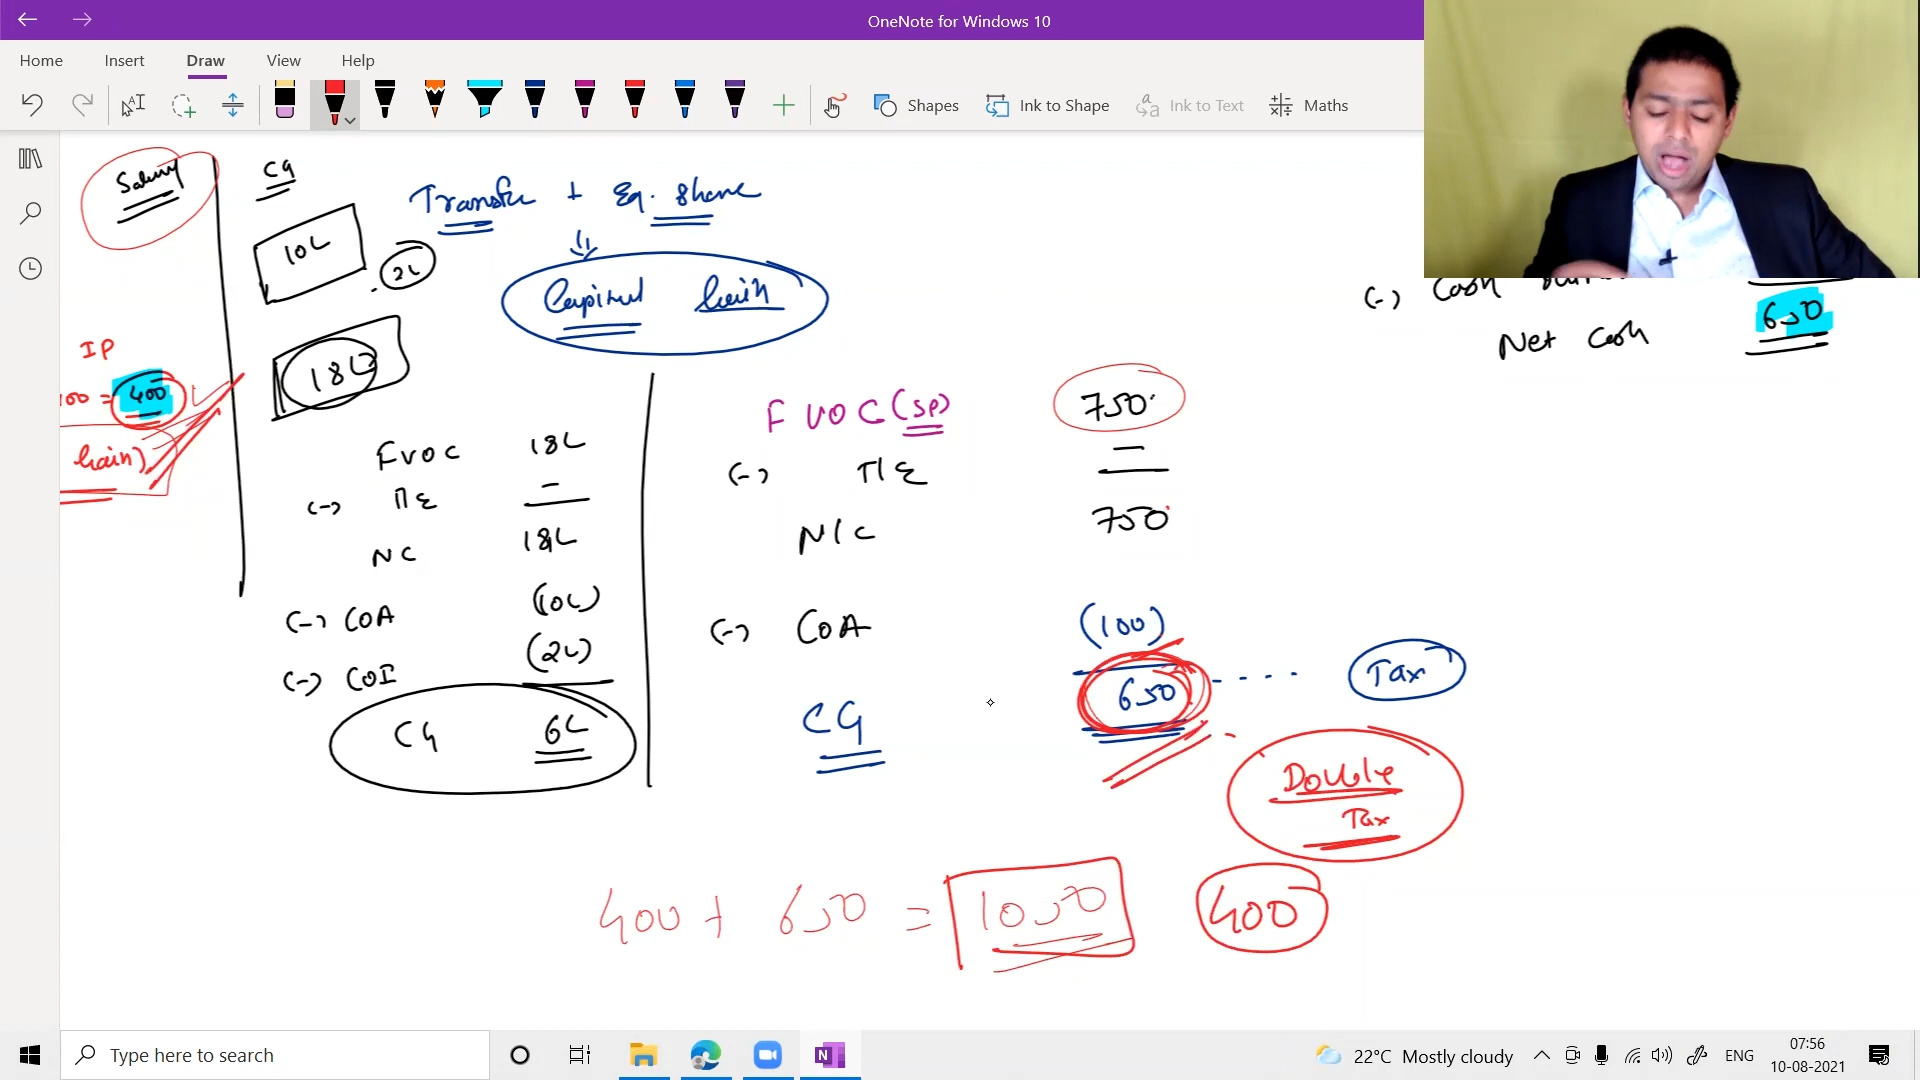 OneNote for Windows 10
Home Insert Draw View Help
Shapes Ink to Shape Ink to Text Maths
Salary
CG
Transfer + Eq. Share
10L
2L
Capital Gain
(-) Cash
650
Net Cash
IP
18L
100 = 400
Gain)
FVOC 18L
(-) TE -
NC 18L
(-) COA (10L)
(-) COI (2L)
CG 6L
FVOC (SP) 750
(-) T/E -
N/C 750
(-) COA (100)
CG 650 Tax
Double
Tax
400 + 650 = 1050 400
Type here to search
22°C Mostly cloudy
ENG
07:56
10-08-2021